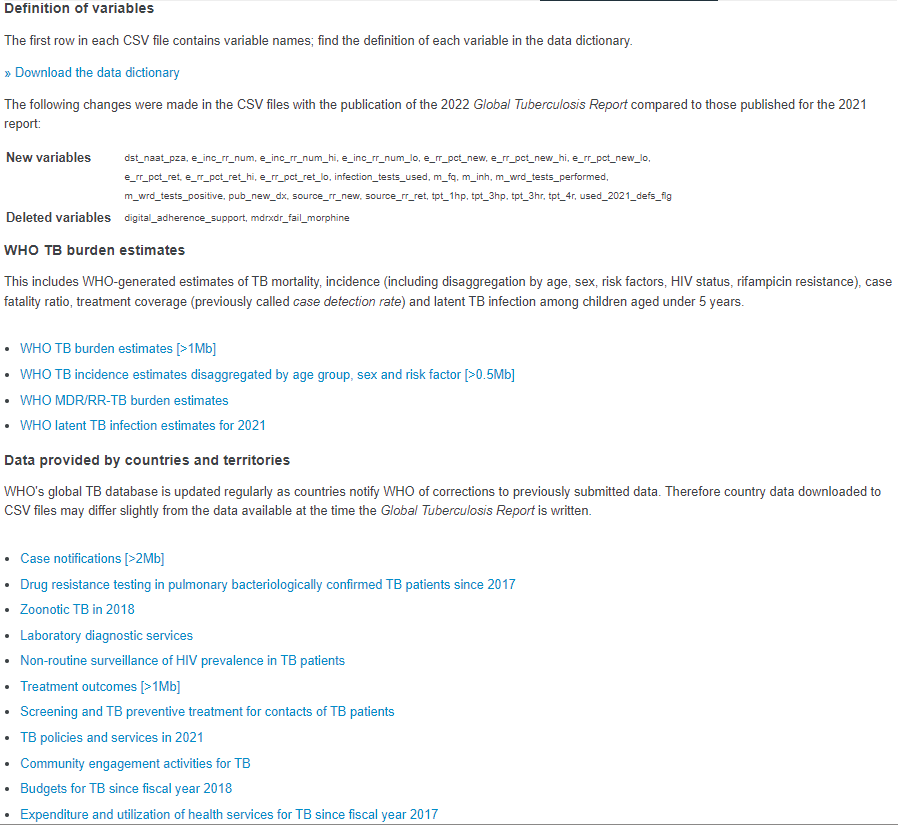 Definition of variables
The first row in each CSV file contains variable names; find the definition of each variable in the data dictionary.
» Download the data dictionary
The following changes were made in the CSV files with the publication of the 2022 Global Tuberculosis Report compared to those published for the 2021
report:
New variables dst_naat_pza, e_inc_rr_num, e_inc_rr_num_hi, e_inc_rr_num_lo, e_rr_pct_new, e_rr_pct_new_hi, e_rr_pct_new_lo,
e_rr_pct_ret, e_rr_pct_ret_hi, e_rr_pct_ret_lo, infection_tests_used, m_fq, m_inh, m_wrd_tests_performed,
m_wrd_tests_positive, pub_new_dx, source_rr_new, source_rr_ret, tpt_1hp, tpt_3hp, tpt_3hr, tpt_4r, used_2021_defs_flg
Deleted variables digital_adherence_support, mdrxdr_fail_morphine
WHO TB burden estimates
This includes WHO-generated estimates of TB mortality, incidence (including disaggregation by age, sex, risk factors, HIV status, rifampicin resistance), case
fatality ratio, treatment coverage (previously called case detection rate) and latent TB infection among children aged under 5 years.
• WHO TB burden estimates [>1Mb]
• WHO TB incidence estimates disaggregated by age group, sex and risk factor [>0.5Mb]
• WHO MDR/RR-TB burden estimates
• WHO latent TB infection estimates for 2021
Data provided by countries and territories
WHO's global TB database is updated regularly as countries notify WHO of corrections to previously submitted data. Therefore country data downloaded to
CSV files may differ slightly from the data available at the time the Global Tuberculosis Report is written.
• Case notifications [>2Mb]
• Drug resistance testing in pulmonary bacteriologically confirmed TB patients since 2017
• Zoonotic TB in 2018
• Laboratory diagnostic services
• Non-routine surveillance of HIV prevalence in TB patients
• Treatment outcomes [>1Mb]
• Screening and TB preventive treatment for contacts of TB patients
• TB policies and services in 2021
• Community engagement activities for TB
• Budgets for TB since fiscal year 2018
• Expenditure and utilization of health services for TB since fiscal year 2017